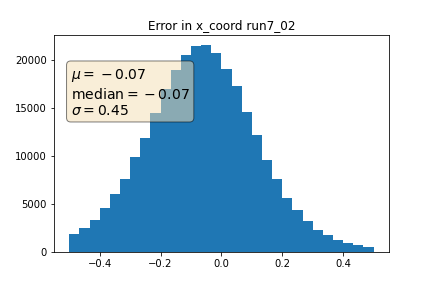 Error in x_coord run7_02
μ = −0.07
median = −0.07
σ = 0.45
20000
15000
10000
5000
0
−0.4 −0.2 0.0 0.2 0.4